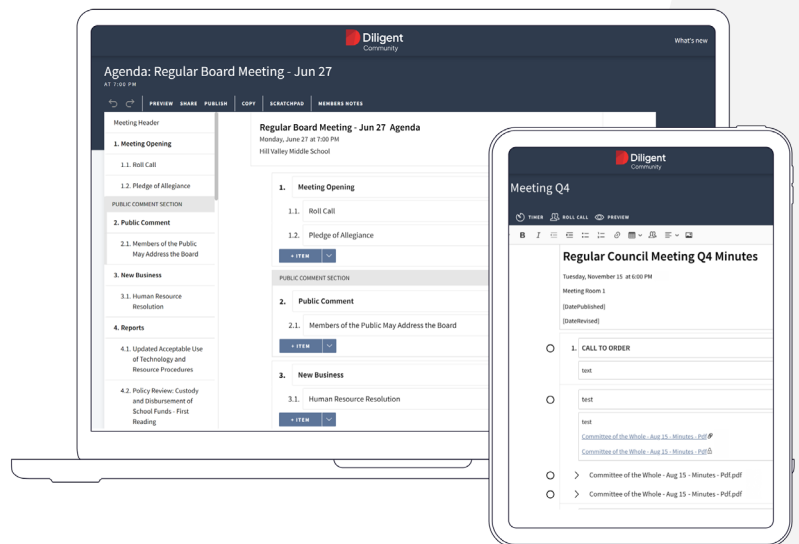 Diligent
Community
What's new
Agenda: Regular Board Meeting - Jun 27
AT 7:00 PM
PREVIEW SHARE PUBLISH COPY SCRATCHPAD MEMBERS NOTES
Meeting Header
1. Meeting Opening
1.1. Roll Call
1.2. Pledge of Allegiance
PUBLIC COMMENT SECTION
2. Public Comment
2.1. Members of the Public
May Address the Board
3. New Business
3.1. Human Resource
Resolution
4. Reports
4.1. Updated Acceptable Use
of Technology and
Resource Procedures
4.2. Policy Review: Custody
and Disbursement of
School Funds - First
Reading
Regular Board Meeting - Jun 27 Agenda
Monday, June 27 at 7:00 PM
Hill Valley Middle School
1. Meeting Opening
1.1. Roll Call
1.2. Pledge of Allegiance
+ ITEM
PUBLIC COMMENT SECTION
2. Public Comment
2.1. Members of the Public May Address the Board
+ ITEM
3. New Business
3.1. Human Resource Resolution
+ ITEM
Diligent
Community
Meeting Q4
TIMER ROLL CALL PREVIEW
B I
Regular Council Meeting Q4 Minutes
Tuesday, November 15 at 6:00 PM
Meeting Room 1
[DatePublished]
[DateRevised]
1. CALL TO ORDER
text
test
test
Committee of the Whole - Aug 15 - Minutes - Pdf
Committee of the Whole - Aug 15 - Minutes - Pdf
Committee of the Whole - Aug 15 - Minutes - Pdf.pdf
Committee of the Whole - Aug 15 - Minutes - Pdf.pdf